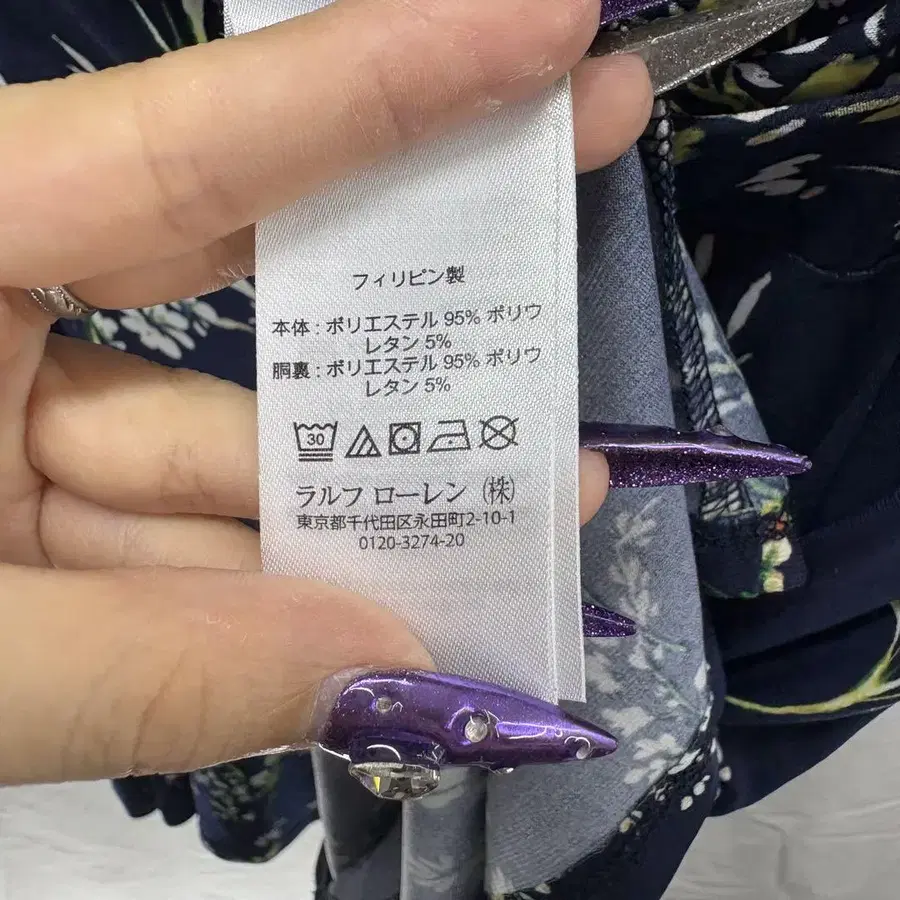 フィリピン製
本体 : ポリエステル 95% ポリウ
レタン 5%
胴裏 : ポリエステル 95% ポリウ
レタン 5%
30
ラルフ ローレン (株)
東京都千代田区永田町2-10-1
0120-3274-20